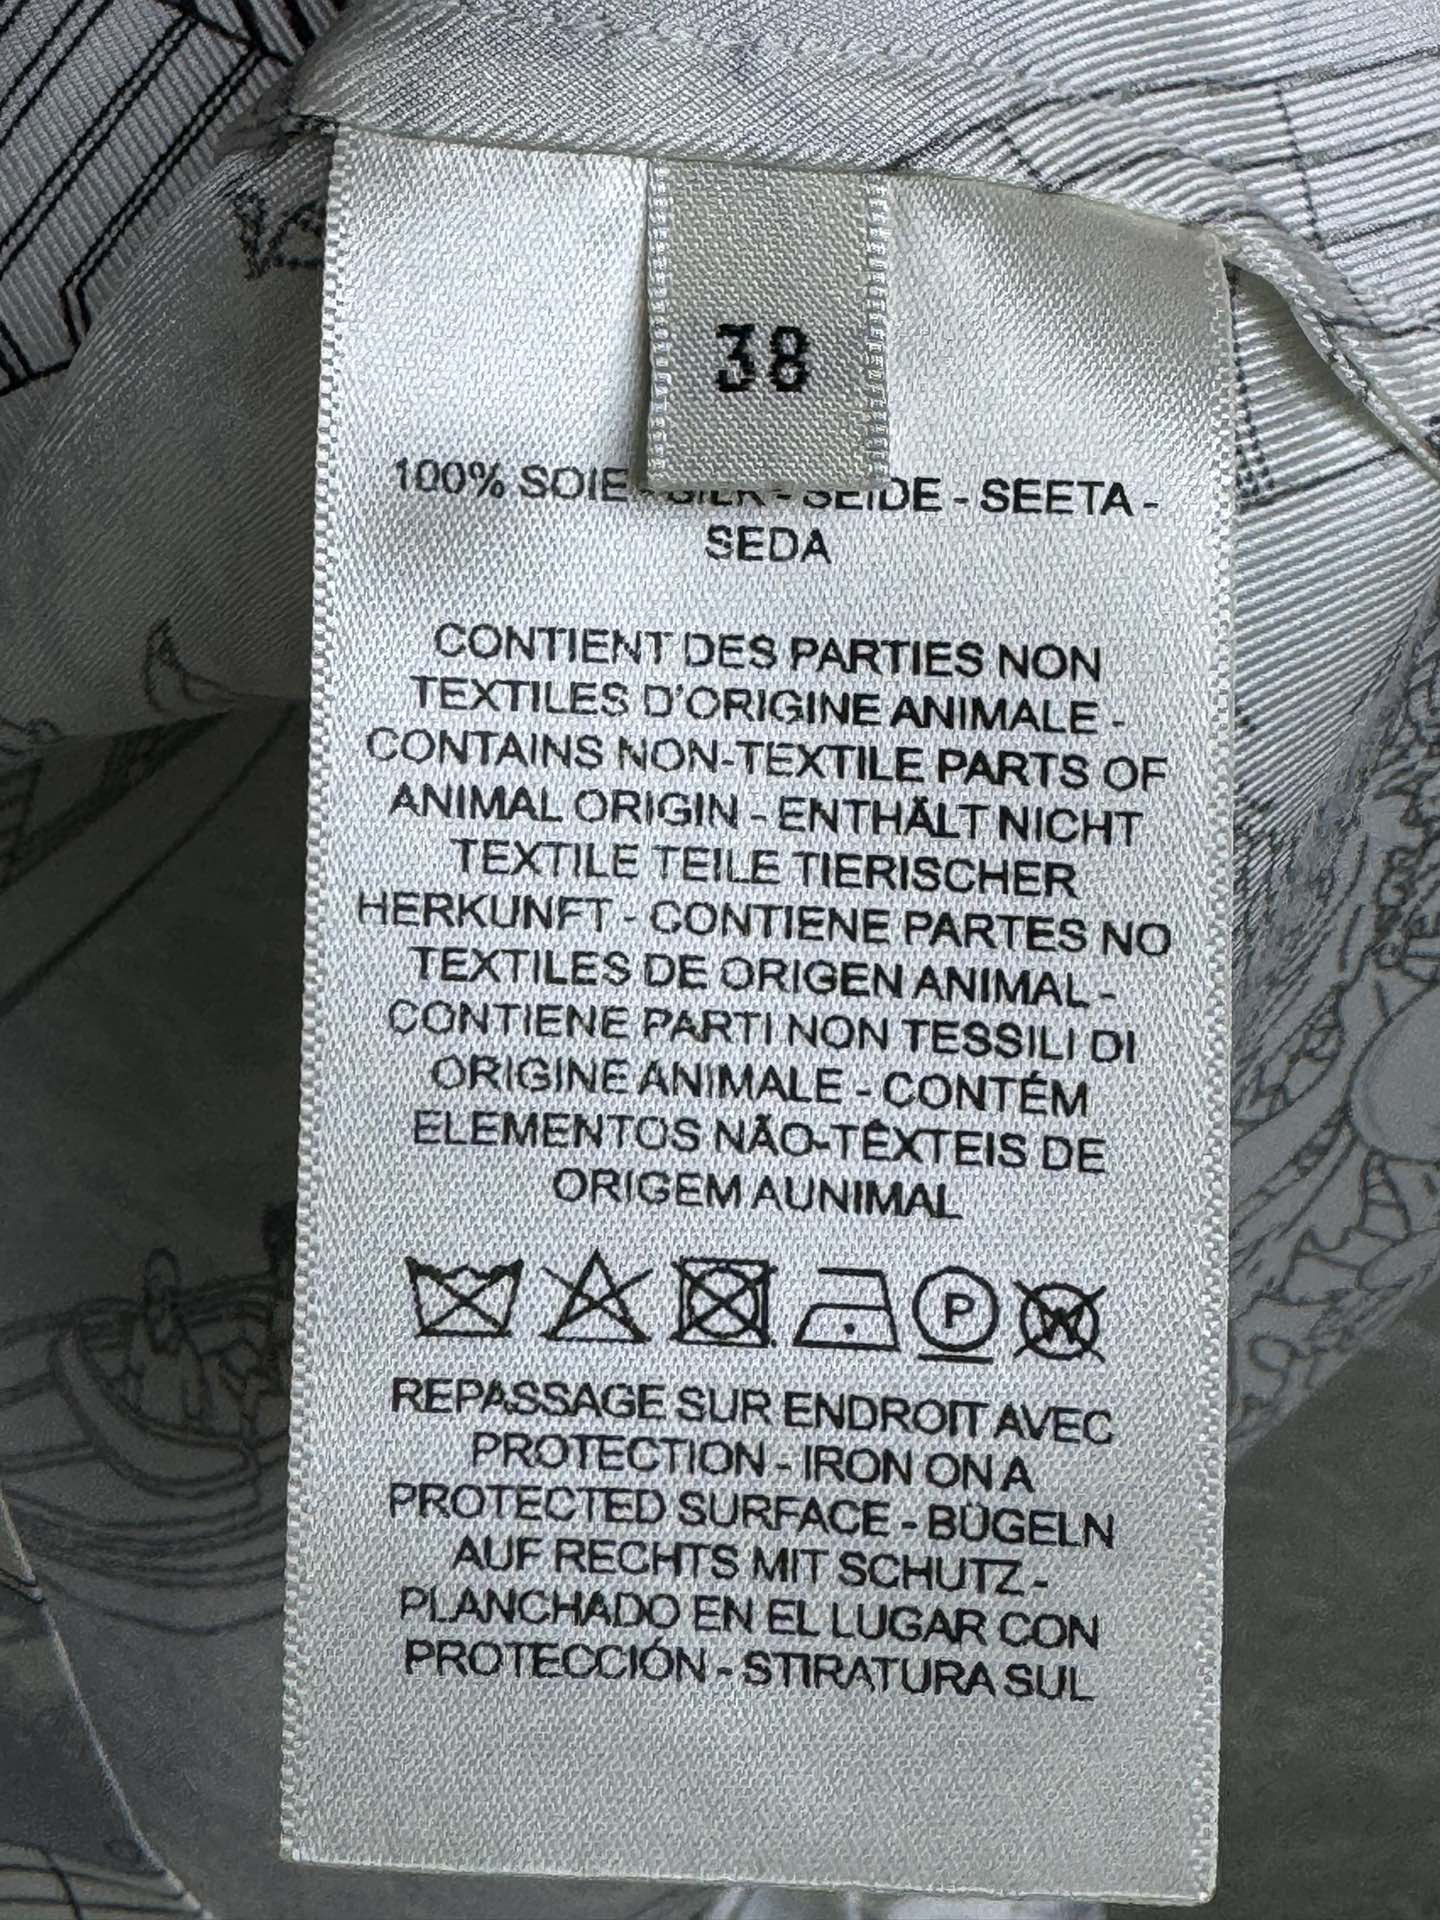 38
100% SOIE - SILK - SEIDE - SEETA -
SEDA
CONTIENT DES PARTIES NON
TEXTILES D'ORIGINE ANIMALE -
CONTAINS NON-TEXTILE PARTS OF
ANIMAL ORIGIN - ENTHÄLT NICHT
TEXTILE TEILE TIERISCHER
HERKUNFT - CONTIENE PARTES NO
TEXTILES DE ORIGEN ANIMAL -
CONTIENE PARTI NON TESSILI DI
ORIGINE ANIMALE - CONTÉM
ELEMENTOS NÃO-TÊXTEIS DE
ORIGEM AUNIMAL
P W
REPASSAGE SUR ENDROIT AVEC
PROTECTION - IRON ON A
PROTECTED SURFACE - BÜGELN
AUF RECHTS MIT SCHUTZ -
PLANCHADO EN EL LUGAR CON
PROTECCIÓN - STIRATURA SUL